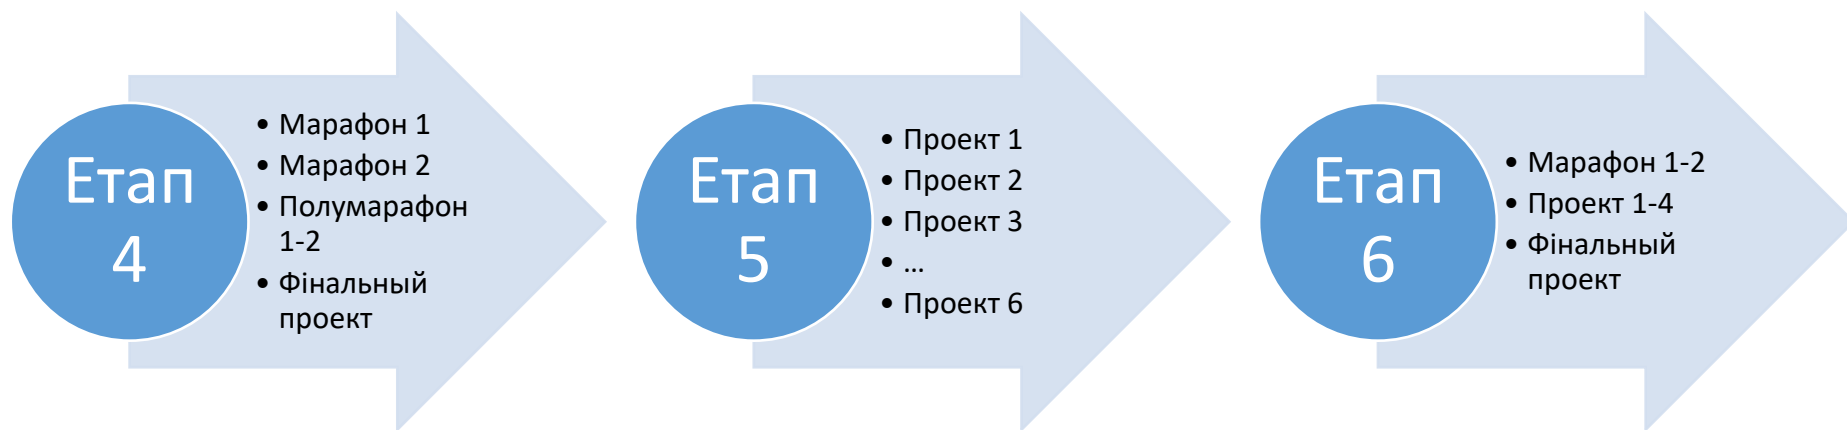 Етап
4
• Марафон 1
• Марафон 2
• Полумарафон
1-2
• Фінальный
проект
Етап
5
• Проект 1
• Проект 2
• Проект 3
• ...
• Проект 6
Етап
6
• Марафон 1-2
• Проект 1-4
• Фінальный
проект